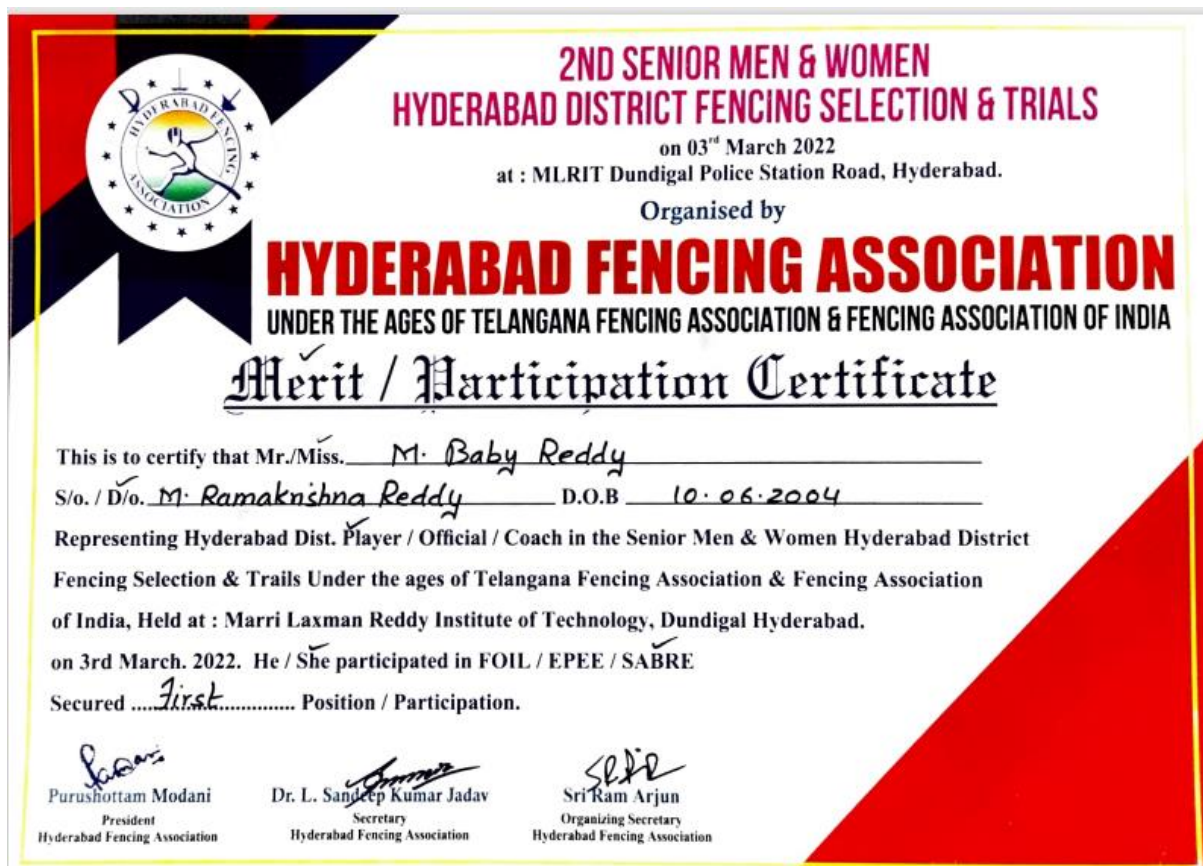 HYDERABAD FENCING ASSOCIATION
2ND SENIOR MEN & WOMEN
HYDERABAD DISTRICT FENCING SELECTION & TRIALS
on 03rd March 2022
at : MLRIT Dundigal Police Station Road, Hyderabad.
Organised by
HYDERABAD FENCING ASSOCIATION
UNDER THE AGES OF TELANGANA FENCING ASSOCIATION & FENCING ASSOCIATION OF INDIA
Merit / Participation Certificate
This is to certify that Mr./Miss. M. Baby Reddy
S/o. / D/o. M. Ramakrishna Reddy D.O.B 10.06.2004
Representing Hyderabad Dist. Player / Official / Coach in the Senior Men & Women Hyderabad District
Fencing Selection & Trails Under the ages of Telangana Fencing Association & Fencing Association
of India, Held at : Marri Laxman Reddy Institute of Technology, Dundigal Hyderabad.
on 3rd March. 2022. He / She participated in FOIL / EPEE / SABRE
Secured .....First............. Position / Participation.
Purushottam Modani Dr. L. Sandeep Kumar Jadav Sri Ram Arjun
President Secretary Organizing Secretary
Hyderabad Fencing Association Hyderabad Fencing Association Hyderabad Fencing Association